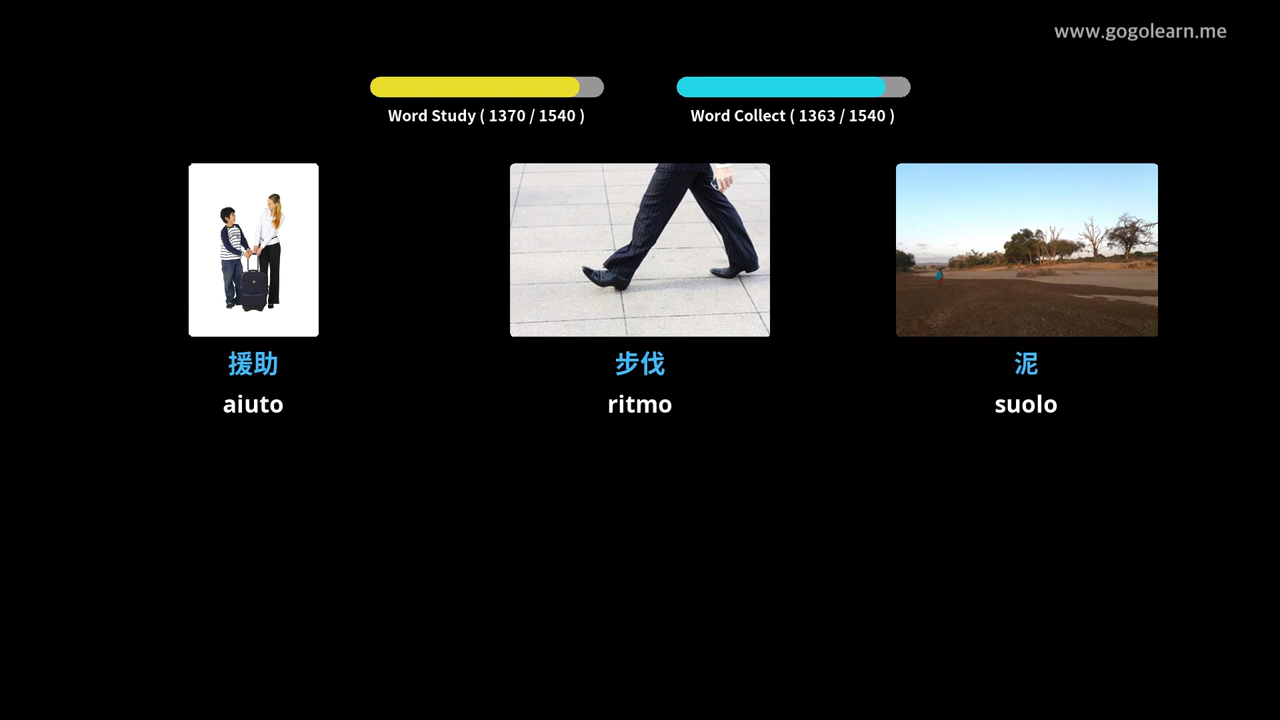 www.gogolearn.me
Word Study ( 1370 / 1540 )
Word Collect ( 1363 / 1540 )
援助
步伐
泥
aiuto
ritmo
suolo